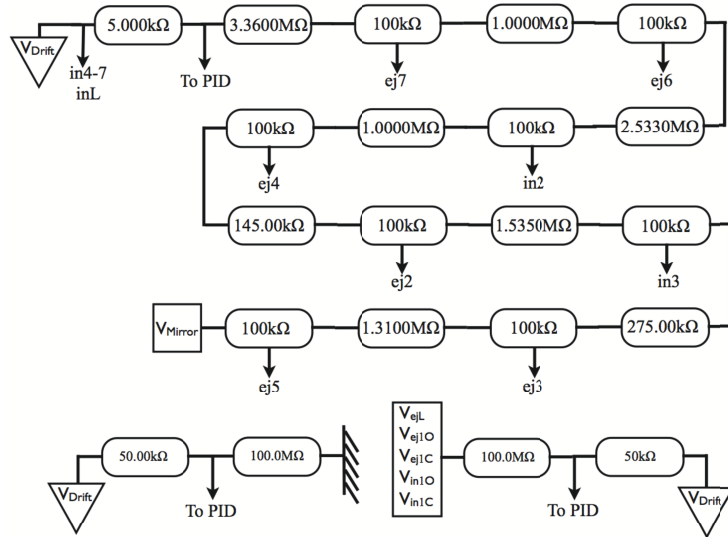 5.000kΩ 3.3600MΩ 100kΩ 1.0000MΩ 100kΩ
VDrift
in4-7 To PID ej7 ej6
inL
100kΩ 1.0000MΩ 100kΩ 2.5330MΩ
ej4 in2
145.00kΩ 100kΩ 1.5350MΩ 100kΩ
ej2 in3
VMirror 100kΩ 1.3100MΩ 100kΩ 275.00kΩ
ej5 ej3
VejL
Vej1O
50.00kΩ 100.0MΩ Vej1C 100.0MΩ 50kΩ
Vin1O
VDrift Vin1C VDrift
To PID To PID